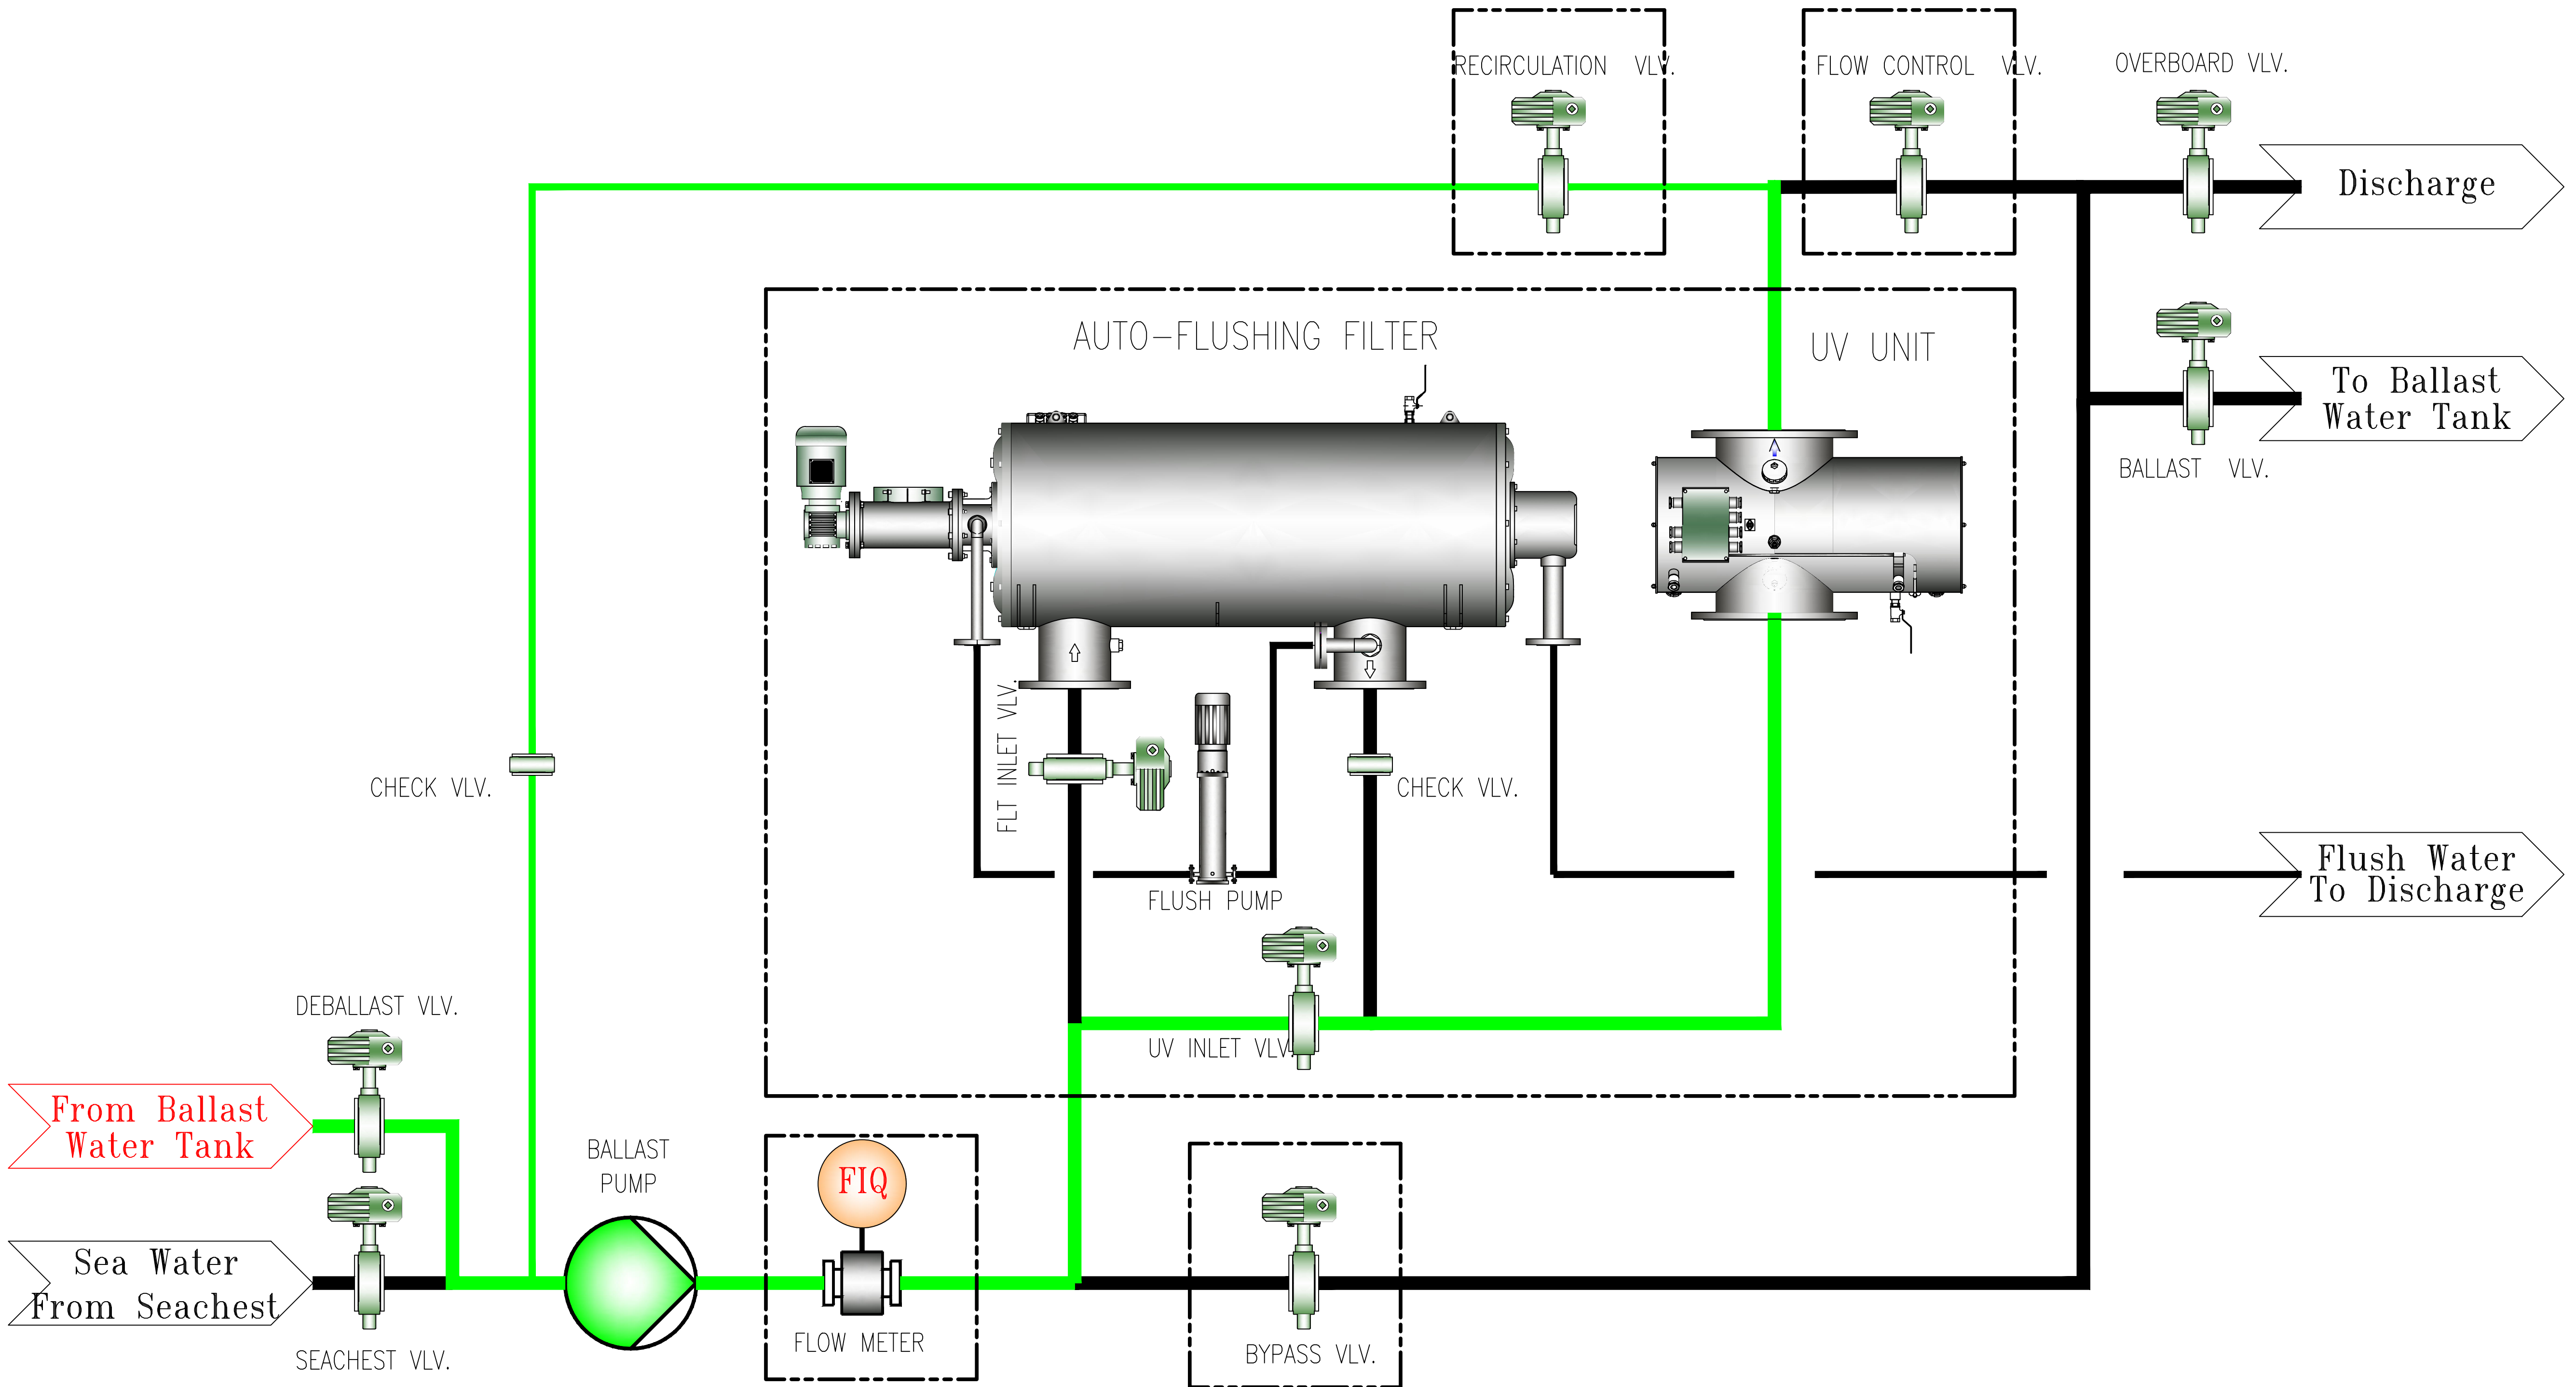 RECIRCULATION VLV.
FLOW CONTROL VLV.
OVERBOARD VLV.
Discharge
AUTO-FLUSHING FILTER
UV UNIT
To Ballast
Water Tank
BALLAST VLV.
FLT INLET VLV.
CHECK VLV.
CHECK VLV.
FLUSH PUMP
Flush Water
To Discharge
DEBALLAST VLV.
UV INLET VLV.
From Ballast
Water Tank
BALLAST
PUMP
FIQ
Sea Water
From Seachest
FLOW METER
SEACHEST VLV.
BYPASS VLV.